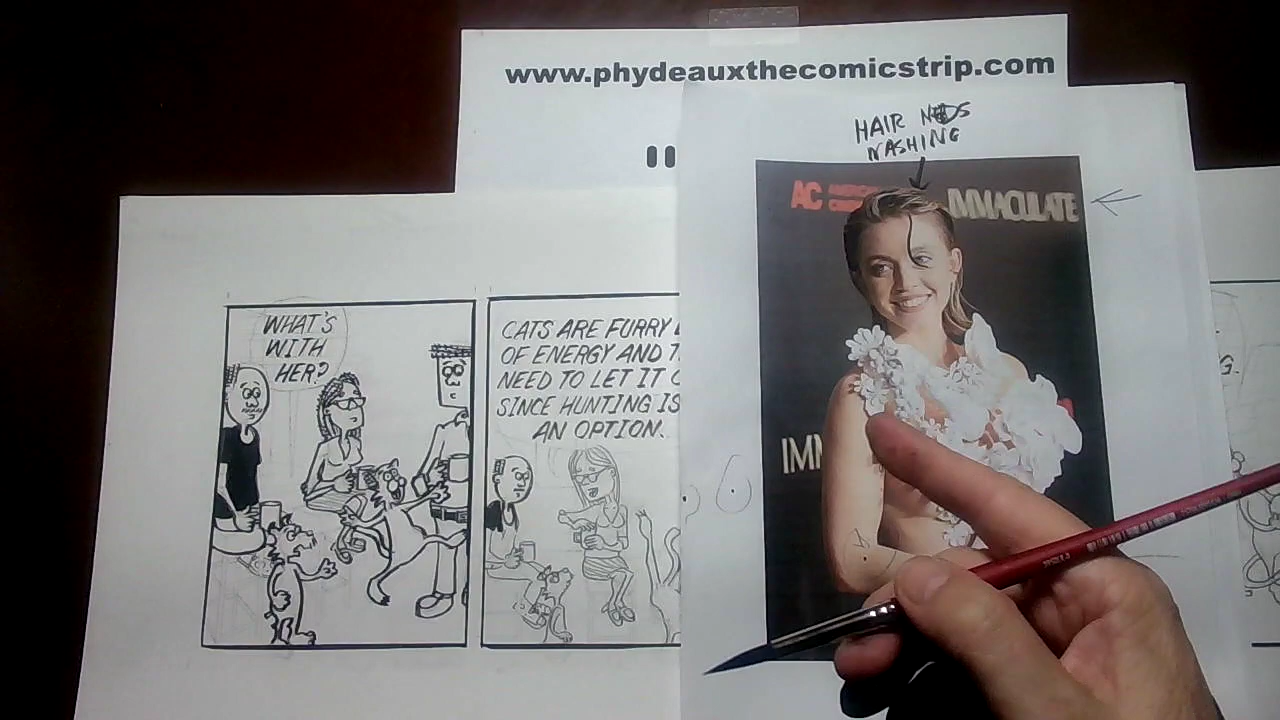 www.phydeauxthecomicstrip.com
HAIR NEEDS
WASHING
AC
IMMACULATE
IMM
WHAT'S
WITH
HER?
CATS ARE FURRY
OF ENERGY AND
NEED TO LET IT
SINCE HUNTING IS
AN OPTION.
G.